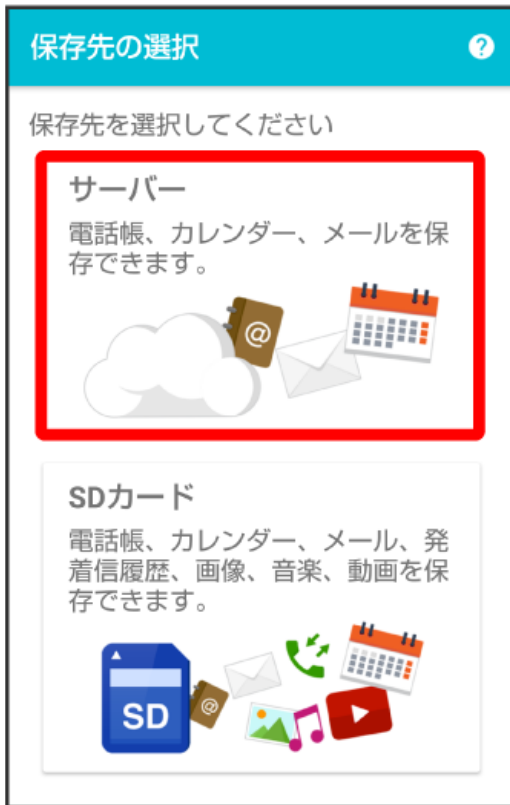 保存先の選択
?
保存先を選択してください
サーバー
電話帳、カレンダー、メールを保
存できます。
@
SDカード
電話帳、カレンダー、メール、発
着信履歴、画像、音楽、動画を保
存できます。
SD
@